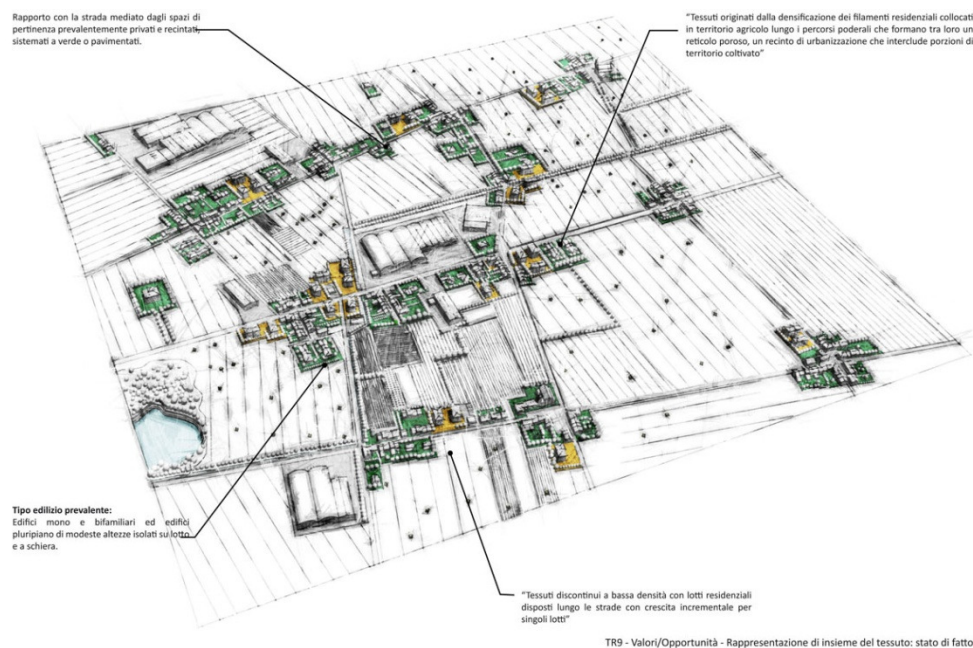 Rapporto con la strada mediato dagli spazi di
pertinenza prevalentemente privati e recintati,
sistemati a verde o pavimentati.
"Tessuti originati dalla densificazione dei filamenti residenziali collocati
in territorio agricolo lungo i percorsi poderali che formano tra loro un
reticolo poroso, un recinto di urbanizzazione che interclude porzioni di
territorio coltivato"
Tipo edilizio prevalente:
Edifici mono e bifamiliari ed edifici
pluripiano di modeste altezze isolati su lotto
e a schiera.
"Tessuti discontinui a bassa densità con lotti residenziali
disposti lungo le strade con crescita incrementale per
singoli lotti"
TR9 - Valori/Opportunità - Rappresentazione di insieme del tessuto: stato di fatto